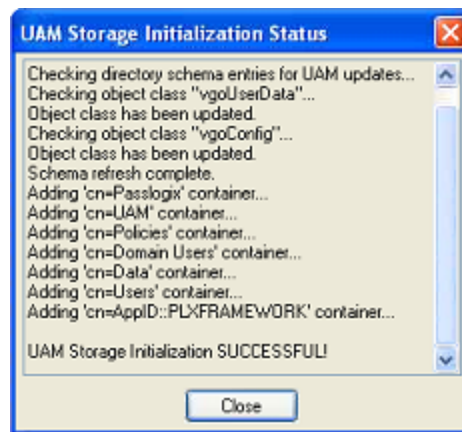 UAM Storage Initialization Status
Checking directory schema entries for UAM updates...
Checking object class "vgoUserData"...
Object class has been updated.
Checking object class "vgoConfig"...
Object class has been updated.
Schema refresh complete.
Adding 'cn=Passlogix' container...
Adding 'cn=UAM' container...
Adding 'cn=Policies' container...
Adding 'cn=Domain Users' container...
Adding 'cn=Data' container...
Adding 'cn=Users' container...
Adding 'cn=AppID::PLXFRAMEWORK' container...
UAM Storage Initialization SUCCESSFUL!
Close